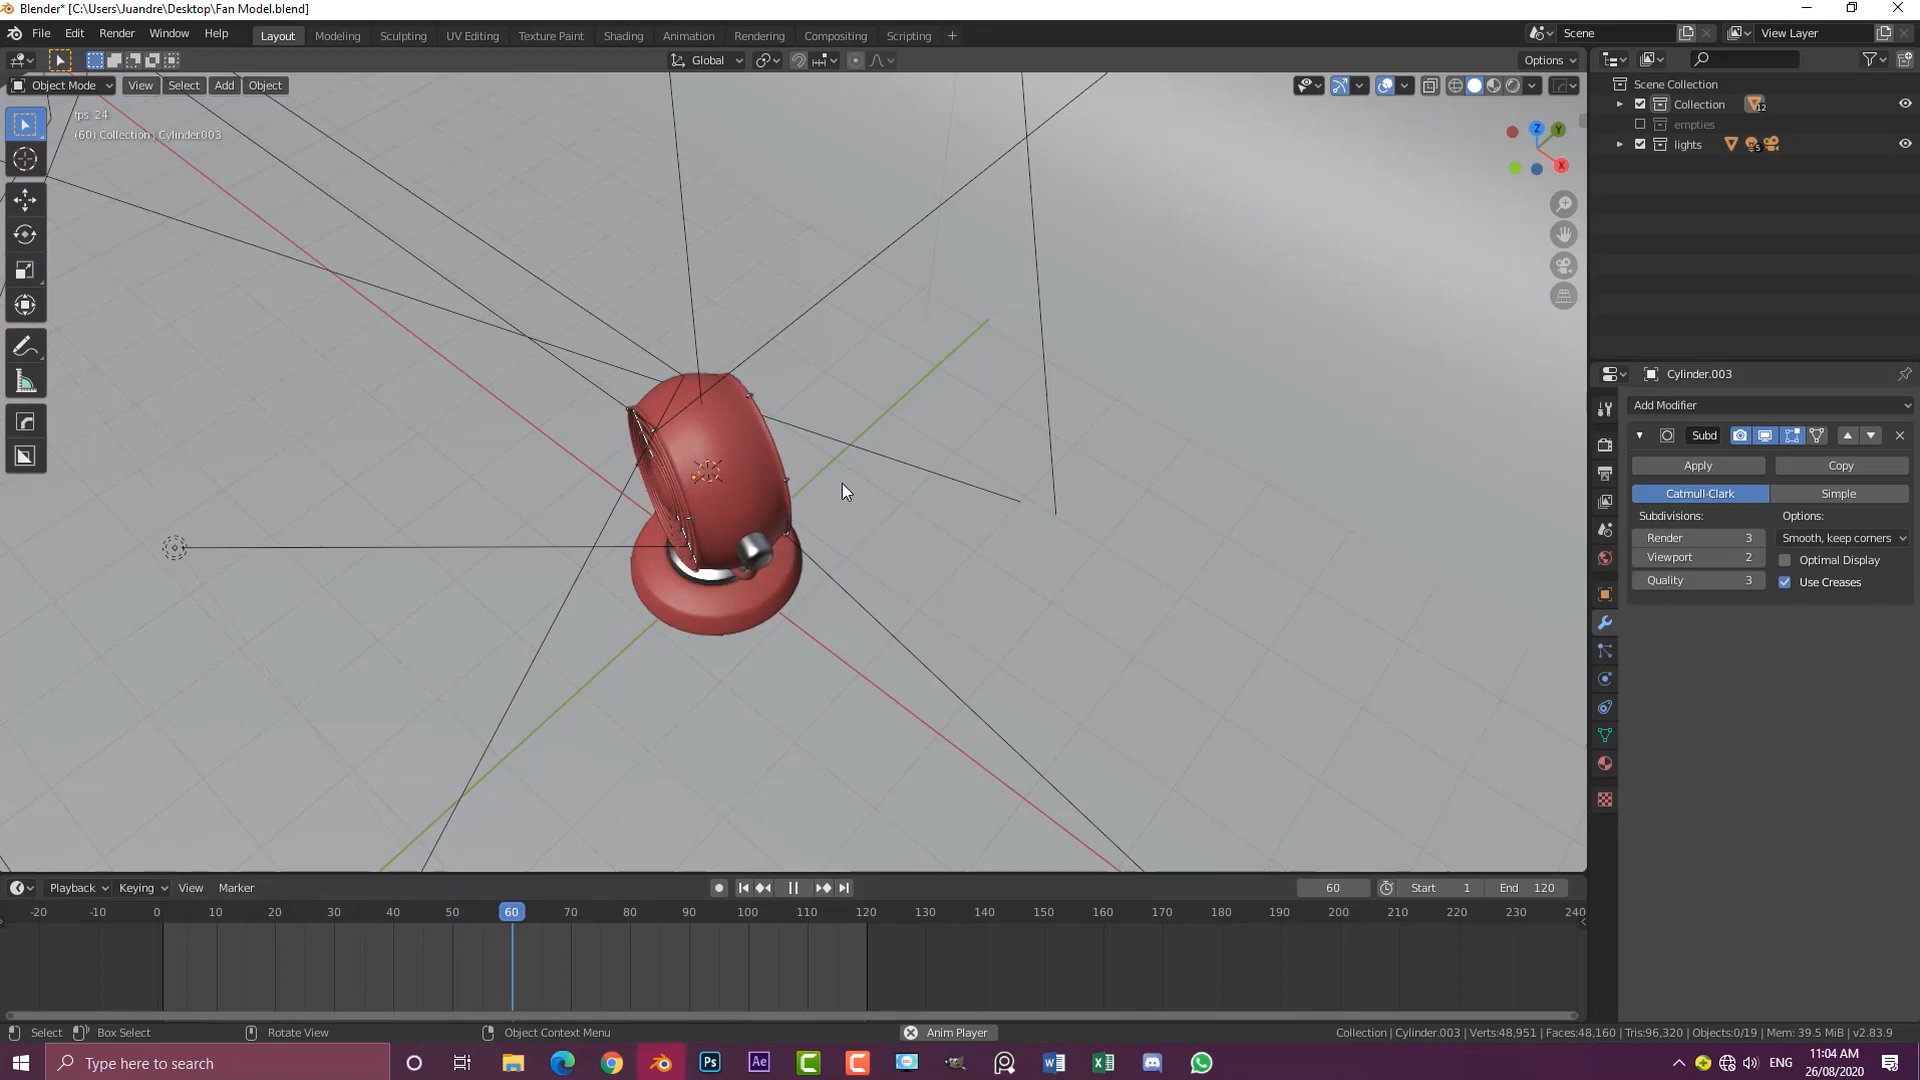 Blender* [C:\Users\Juandre\Desktop\Fan Model.blend]
File Edit Render Window Help
Layout Modeling Sculpting UV Editing Texture Paint Shading Animation Rendering Compositing Scripting +
Scene View Layer
Global Options
Object Mode View Select Add Object
fps: 24
(60) Collection | Cylinder.003
Z Y X
Scene Collection
Collection 12
empties
lights 5
Cylinder.003
Add Modifier
Subd
Apply Copy
Catmull-Clark Simple
Subdivisions: Options:
Render 3 Smooth, keep corners
Viewport 2 Optimal Display
Quality 3 Use Creases
Playback Keying View Marker
60 Start 1 End 120
-20 -10 0 10 20 30 40 50 60 70 80 90 100 110 120 130 140 150 160 170 180 190 200 210 220 230 240
Select Box Select Rotate View Object Context Menu Anim Player
Collection | Cylinder.003 | Verts:48,951 | Faces:48,160 | Tris:96,320 | Objects:0/19 | Mem: 39.5 MiB | v2.83.9
Type here to search
Ps Ae ENG
11:04 AM
26/08/2020